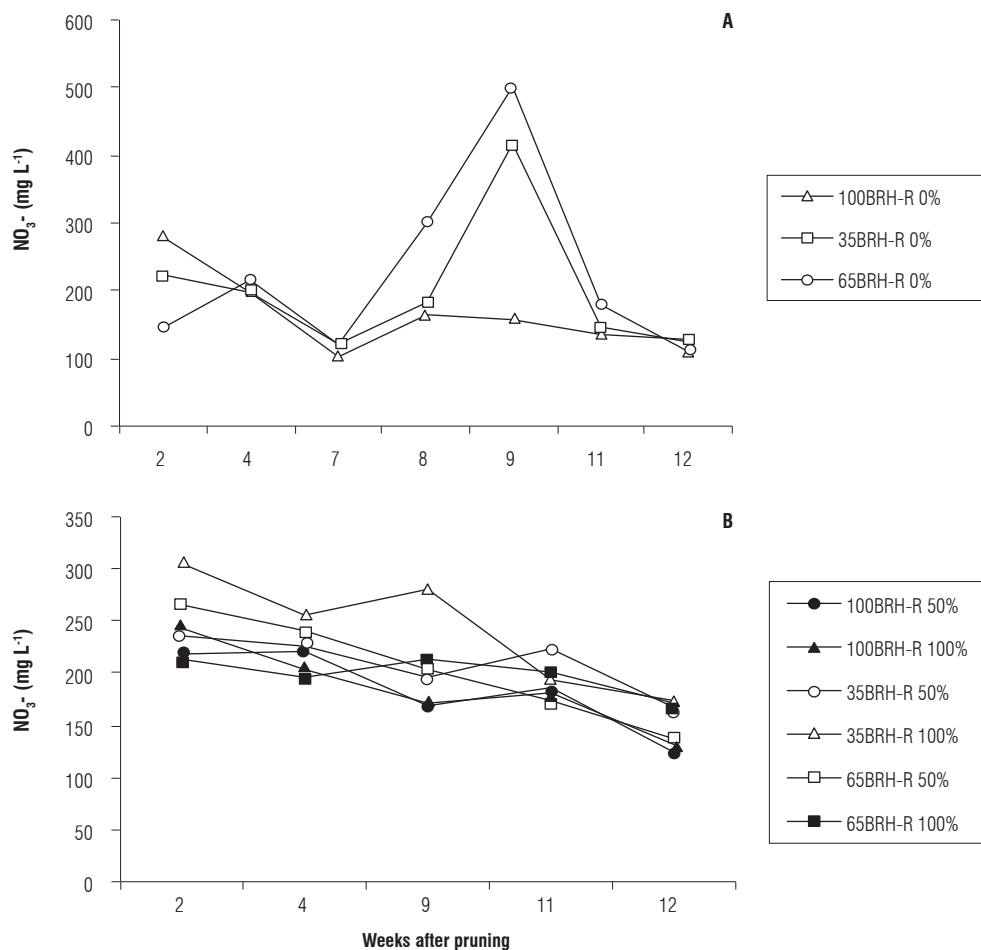 A
600
500
400
300
200
100
0
NO₃- (mg L⁻¹)
2 4 7 8 9 11 12
100BRH-R 0%
35BRH-R 0%
65BRH-R 0%
B
350
300
250
200
150
100
50
0
NO₃- (mg L⁻¹)
2 4 9 11 12
Weeks after pruning
100BRH-R 50%
100BRH-R 100%
35BRH-R 50%
35BRH-R 100%
65BRH-R 50%
65BRH-R 100%